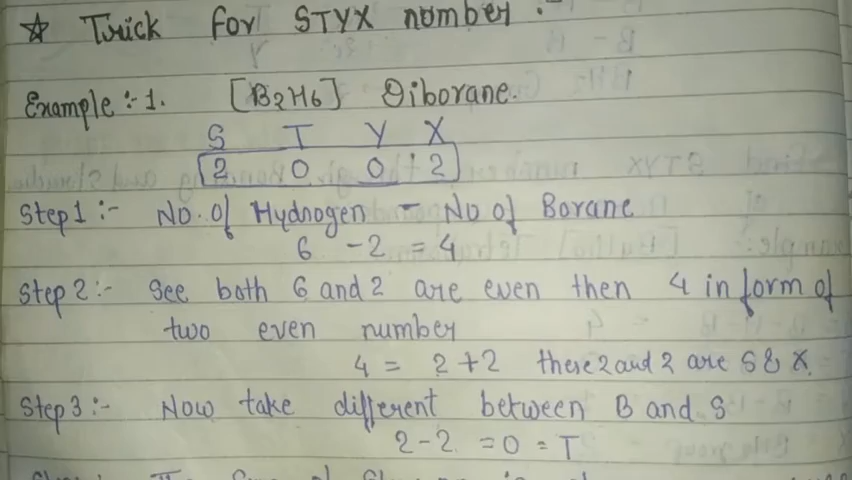 ☆ Trick for STYX number :
Example :- 1. [B2H6] Diborane.
S T Y X
2 0 0 2
Step 1 :- No. of Hydrogen - No of Borane
6 - 2 = 4
Step 2 :- See both 6 and 2 are even then 4 in form of
two even number
4 = 2 + 2 these 2 and 2 are S & X.
Step 3 :- Now take different between B and S
2 - 2 = 0 = T